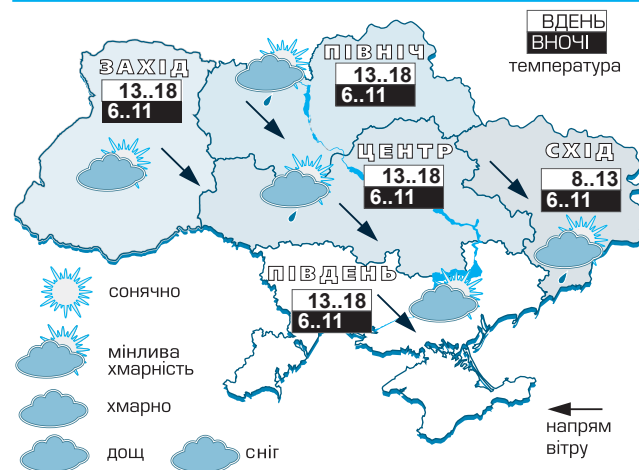 ВДЕНЬ
ВНОЧІ
температура
ПІВНІЧ
13..18
6..11
ЗАХІД
13..18
6..11
ЦЕНТР
13..18
6..11
СХІД
8..13
6..11
ПІВДЕНЬ
13..18
6..11
сонячно
мінлива
хмарність
хмарно
дощ
сніг
напрям
вітру